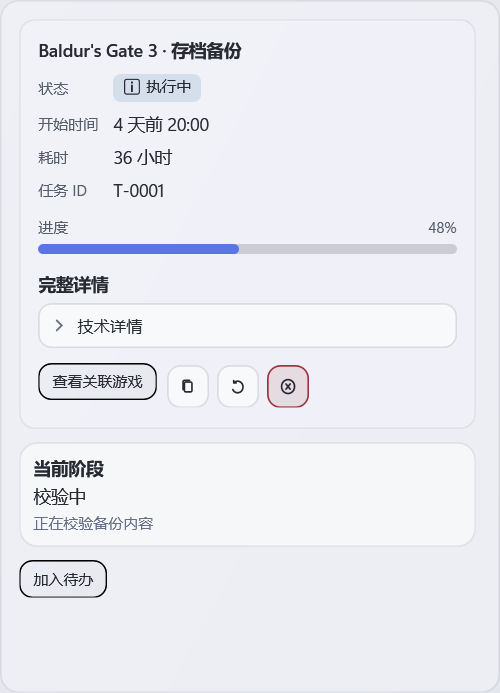 Baldur's Gate 3 · 存档备份
状态 执行中
开始时间 4 天前 20:00
耗时 36 小时
任务 ID T-0001
进度 48%
完整详情
技术详情
查看关联游戏
当前阶段
校验中
正在校验备份内容
加入待办